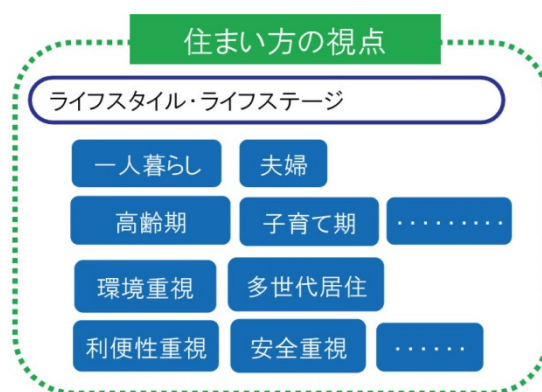 住まい方の視点
ライフスタイル・ライフステージ
一人暮らし 夫婦
高齢期 子育て期 ・・・・・・・・・
環境重視 多世代居住
利便性重視 安全重視 ・・・・・・